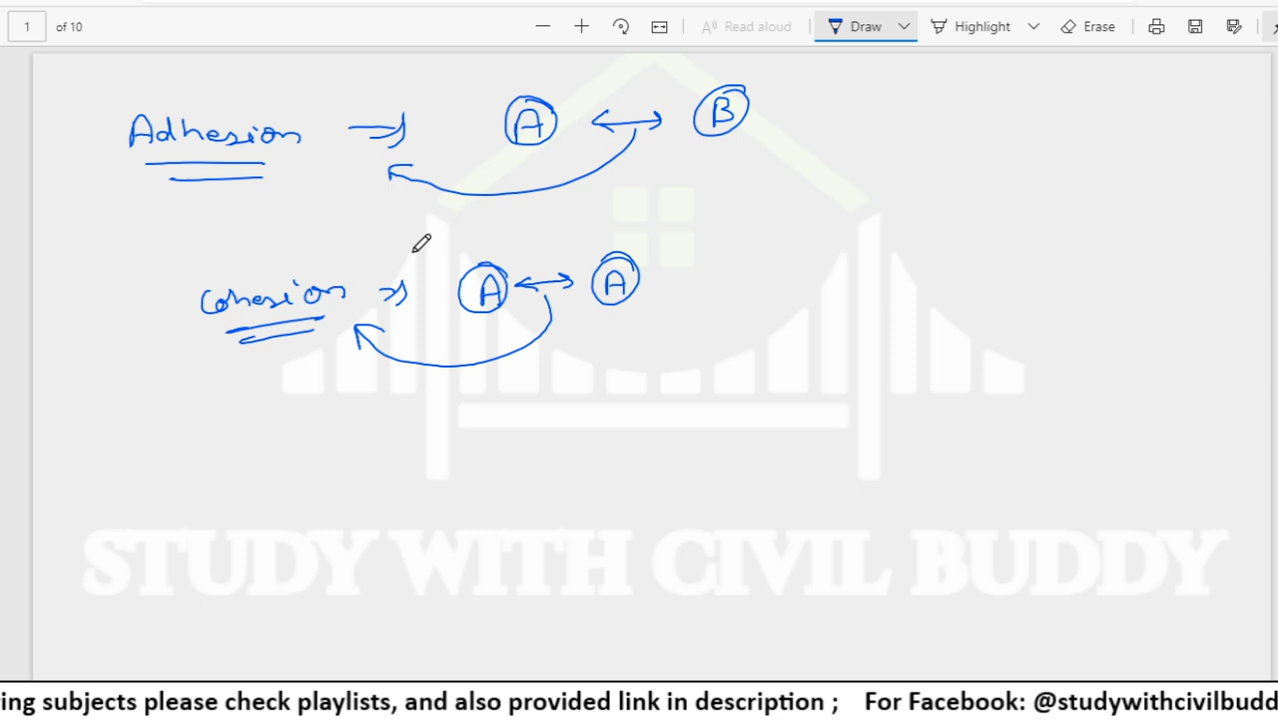 1 of 10 Read aloud Draw Highlight Erase
Adhesion ⇒ A ↔ B
Cohesion ⇒ A ↔ A
STUDY WITH CIVIL BUDDY
ring subjects please check playlists, and also provided link in description ; For Facebook: @studywithcivilbudd